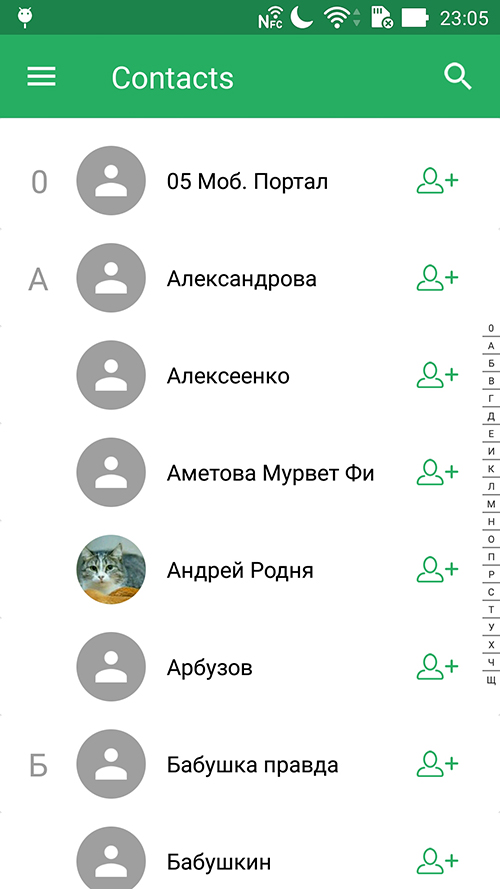 NFC 23:05
Contacts
0 05 Моб. Портал
А Александрова
Алексеенко
Аметова Мурвет Фи
Андрей Родня
Арбузов
Б Бабушка правда
Бабушкин
0
А
Б
В
Г
Д
Е
И
К
Л
М
Н
О
П
Р
С
Т
У
Х
Ч
Щ